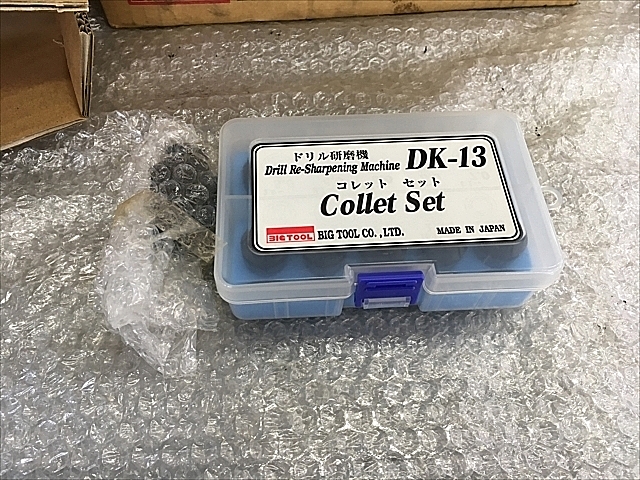 ドリル研磨機
Drill Re-Sharpening Machine DK-13
コレット セット
Collet Set
BIG TOOL BIG TOOL CO.,LTD. MADE IN JAPAN